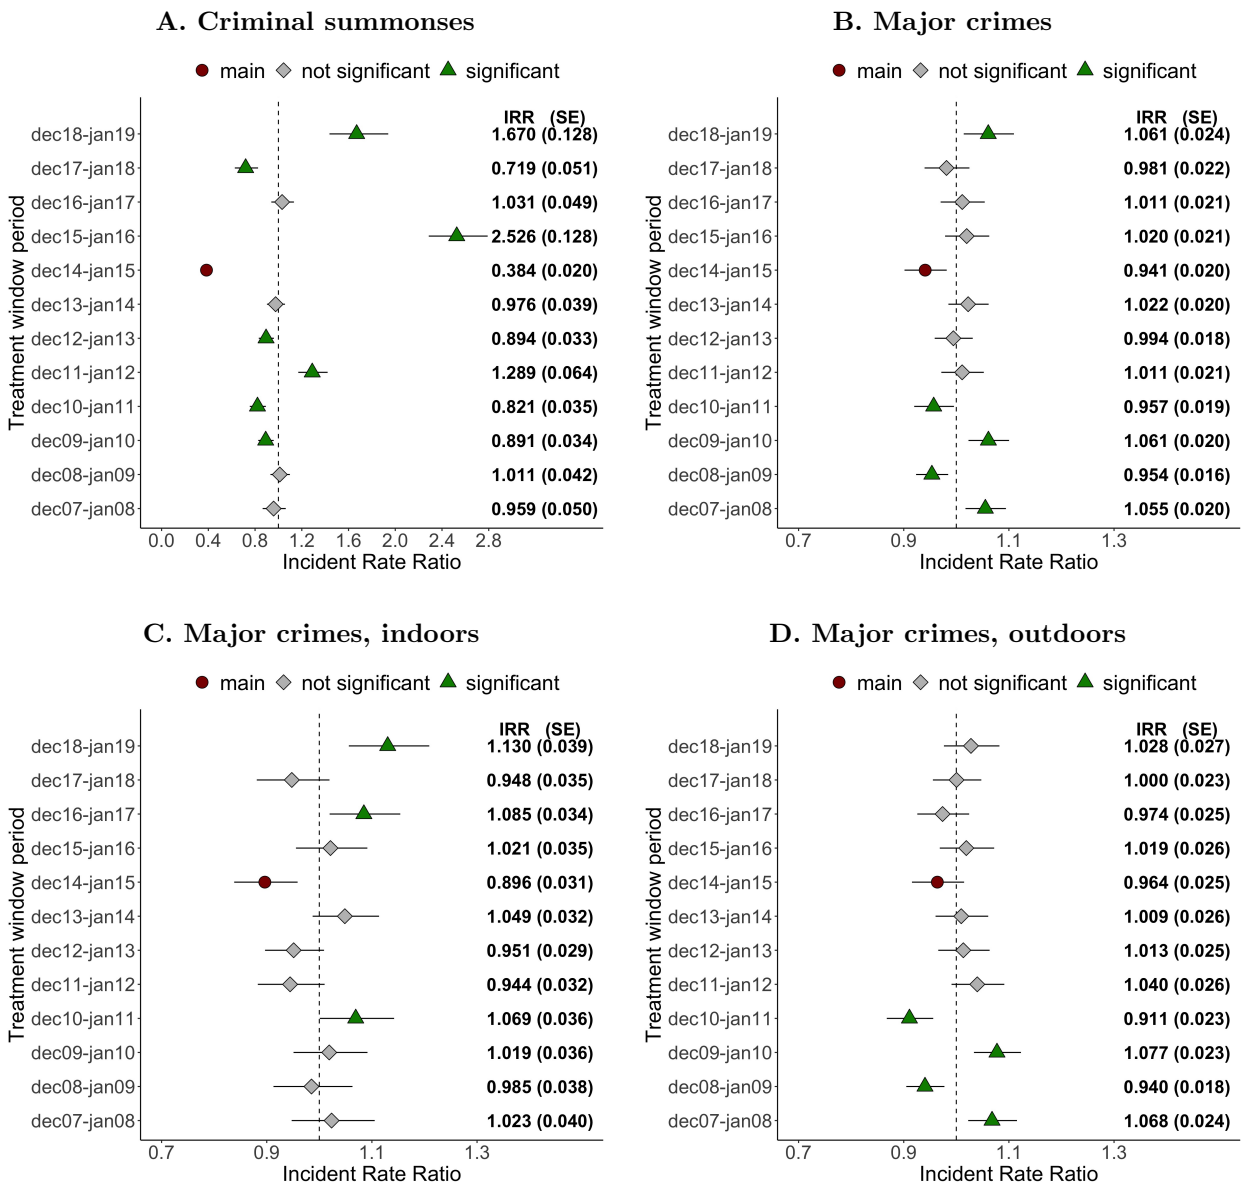 A. Criminal summonses
main not significant significant
Treatment window period
IRR (SE)
dec18-jan19 1.670 (0.128)
dec17-jan18 0.719 (0.051)
dec16-jan17 1.031 (0.049)
dec15-jan16 2.526 (0.128)
dec14-jan15 0.384 (0.020)
dec13-jan14 0.976 (0.039)
dec12-jan13 0.894 (0.033)
dec11-jan12 1.289 (0.064)
dec10-jan11 0.821 (0.035)
dec09-jan10 0.891 (0.034)
dec08-jan09 1.011 (0.042)
dec07-jan08 0.959 (0.050)
0.0 0.4 0.8 1.2 1.6 2.0 2.4 2.8
Incident Rate Ratio
B. Major crimes
main not significant significant
Treatment window period
IRR (SE)
dec18-jan19 1.061 (0.024)
dec17-jan18 0.981 (0.022)
dec16-jan17 1.011 (0.021)
dec15-jan16 1.020 (0.021)
dec14-jan15 0.941 (0.020)
dec13-jan14 1.022 (0.020)
dec12-jan13 0.994 (0.018)
dec11-jan12 1.011 (0.021)
dec10-jan11 0.957 (0.019)
dec09-jan10 1.061 (0.020)
dec08-jan09 0.954 (0.016)
dec07-jan08 1.055 (0.020)
0.7 0.9 1.1 1.3
Incident Rate Ratio
C. Major crimes, indoors
main not significant significant
Treatment window period
IRR (SE)
dec18-jan19 1.130 (0.039)
dec17-jan18 0.948 (0.035)
dec16-jan17 1.085 (0.034)
dec15-jan16 1.021 (0.035)
dec14-jan15 0.896 (0.031)
dec13-jan14 1.049 (0.032)
dec12-jan13 0.951 (0.029)
dec11-jan12 0.944 (0.032)
dec10-jan11 1.069 (0.036)
dec09-jan10 1.019 (0.036)
dec08-jan09 0.985 (0.038)
dec07-jan08 1.023 (0.040)
0.7 0.9 1.1 1.3
Incident Rate Ratio
D. Major crimes, outdoors
main not significant significant
Treatment window period
IRR (SE)
dec18-jan19 1.028 (0.027)
dec17-jan18 1.000 (0.023)
dec16-jan17 0.974 (0.025)
dec15-jan16 1.019 (0.026)
dec14-jan15 0.964 (0.025)
dec13-jan14 1.009 (0.026)
dec12-jan13 1.013 (0.025)
dec11-jan12 1.040 (0.026)
dec10-jan11 0.911 (0.023)
dec09-jan10 1.077 (0.023)
dec08-jan09 0.940 (0.018)
dec07-jan08 1.068 (0.024)
0.7 0.9 1.1 1.3
Incident Rate Ratio